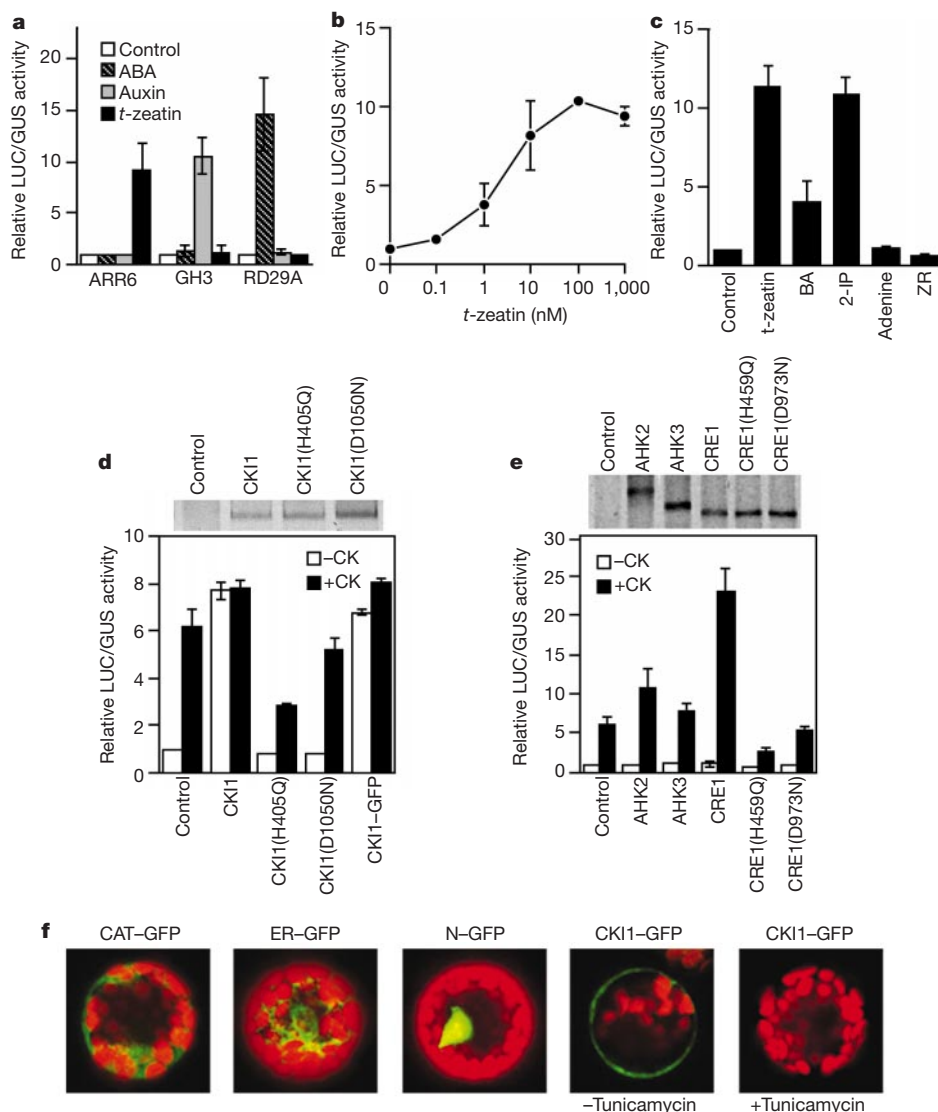 a
Relative LUC/GUS activity
20
15
10
5
0
Control
ABA
Auxin
t-zeatin
ARR6 GH3 RD29A
b
Relative LUC/GUS activity
15
10
5
0
0 0.1 1 10 100 1,000
t-zeatin (nM)
c
Relative LUC/GUS activity
15
10
5
0
Control
t-zeatin
BA
2-IP
Adenine
ZR
d
Control
CKI1
CKI1(H405Q)
CKI1(D1050N)
Relative LUC/GUS activity
10
8
6
4
2
0
–CK
+CK
Control
CKI1
CKI1(H405Q)
CKI1(D1050N)
CKI1–GFP
e
Control
AHK2
AHK3
CRE1
CRE1(H459Q)
CRE1(D973N)
Relative LUC/GUS activity
30
25
20
15
10
5
0
–CK
+CK
Control
AHK2
AHK3
CRE1
CRE1(H459Q)
CRE1(D973N)
f
CAT–GFP ER–GFP N–GFP CKI1–GFP CKI1–GFP
–Tunicamycin +Tunicamycin